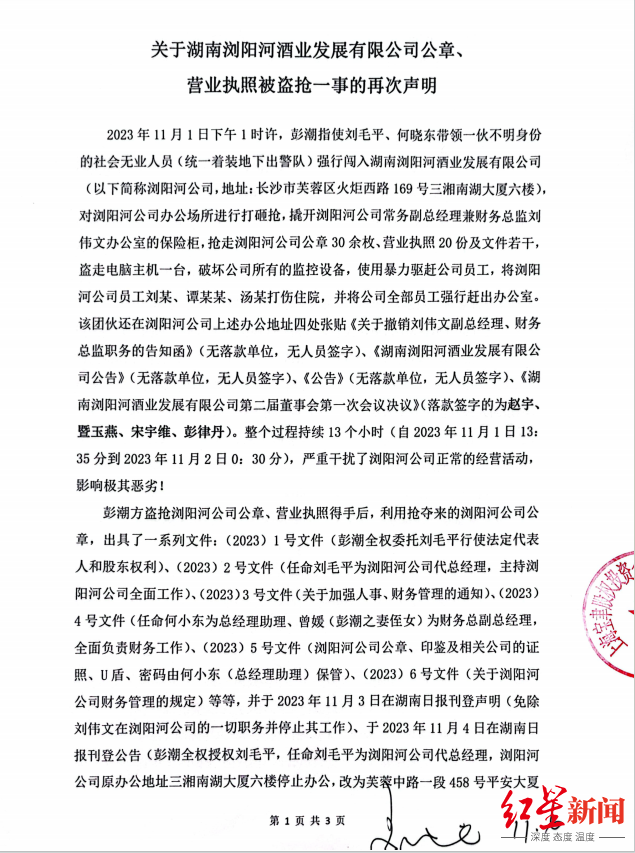 关于湖南浏阳河酒业发展有限公司公章、
营业执照被盗抢一事的再次声明
2023 年 11 月 1 日下午 1 时许，彭潮指使刘毛平、何晓东带领一伙不明身份
的社会无业人员（统一着装地下出警队）强行闯入湖南浏阳河酒业发展有限公司
（以下简称浏阳河公司，地址：长沙市芙蓉区火炬西路 169 号三湘南湖大厦六楼），
对浏阳河公司办公场所进行打砸抢，撬开浏阳河公司常务副总经理兼财务总监刘
伟文办公室的保险柜，抢走浏阳河公司公章 30 余枚、营业执照 20 份及文件若干，
盗走电脑主机一台，破坏公司所有的监控设备，使用暴力驱赶公司员工，将浏阳
河公司员工刘某、谭某某、汤某打伤住院，并将公司全部员工强行赶出办公室。
该团伙还在浏阳河公司上述办公地址四处张贴《关于撤销刘伟文副总经理、财务
总监职务的告知函》（无落款单位，无人员签字）、《湖南浏阳河酒业发展有限公
司公告》（无落款单位，无人员签字）、《公告》（无落款单位，无人员签字）、《湖
南浏阳河酒业发展有限公司第二届董事会第一次会议决议》（落款签字的为赵宇、
暨玉燕、宋宇维、彭律丹）。整个过程持续 13 个小时（自 2023 年 11 月 1 日 13:
35 分到 2023 年 11 月 2 日 0：30 分），严重干扰了浏阳河公司正常的经营活动，
影响极其恶劣！
彭潮方盗抢浏阳河公司公章、营业执照得手后，利用抢夺来的浏阳河公司公
章，出具了一系列文件：（2023）1 号文件（彭潮全权委托刘毛平行使法定代表
人和股东权利）、（2023）2 号文件（任命刘毛平为浏阳河公司代总经理，主持
浏阳河公司全面工作）、（2023）3 号文件（关于加强人事、财务管理的通知）、（2023）
4 号文件（任命何小东为总经理助理、曾媛（彭潮之妻侄女）为财务总副总经理，
全面负责财务工作）、（2023）5 号文件（浏阳河公司公章、印鉴及相关公司的证
照、U 盾、密码由何小东（总经理助理）保管）、（2023）6 号文件（关于浏阳河
公司财务管理的规定）等等，并于 2023 年 11 月 3 日在湖南日报刊登声明（免除
刘伟文在浏阳河公司的一切职务并停止其工作）、于 2023 年 11 月 4 日在湖南日
报刊登公告（彭潮全权授权刘毛平，任命刘毛平为浏阳河公司代总经理，浏阳河
公司原办公地址三湘南湖大厦六楼停止办公，改为芙蓉中路一段 458 号平安大厦
第 1 页 共 3 页
红星新闻
深度 态度 温度